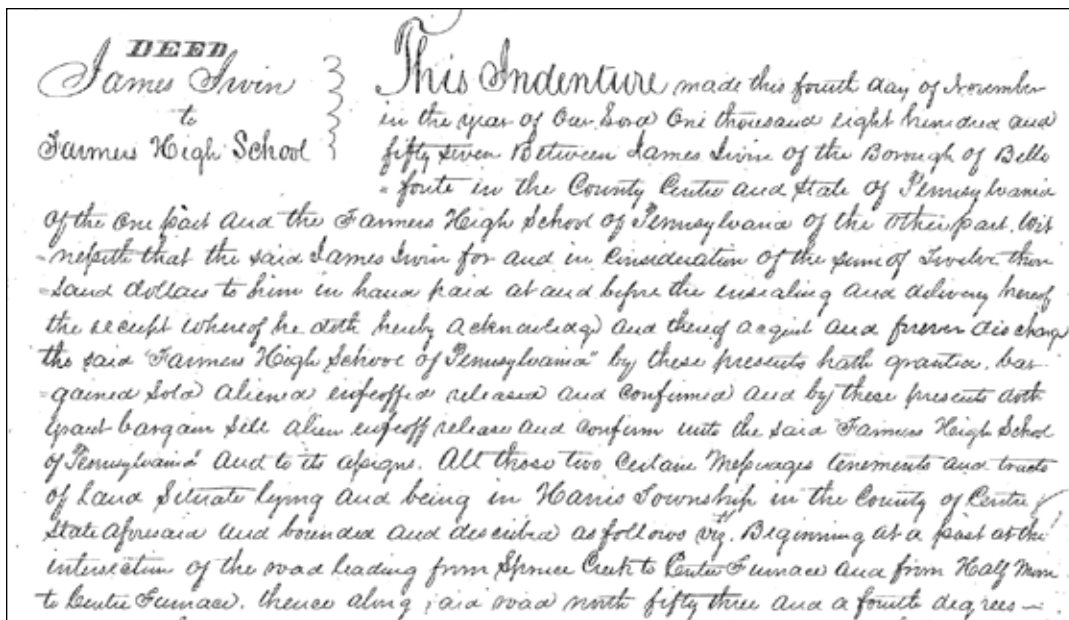 DEED
James Irvin
to
Farmers High School
This Indenture made this fourth day of November
in the year of Our Lord One thousand eight hundred and
fifty seven Between James Irvin of the Borough of Belle
= fonte in the County Centre and State of Pennsylvania
of the One part and the Farmers High School of Pennsylvania of the Other part, Wit
= nesseth that the said James Irvin for and in Consideration of the sum of Twelve thou
= sand dollars to him in hand paid at and before the ensealing and delivery hereof
the receipt whereof he doth hereby acknowledge and thereof acquit and forever discharge
the said "Farmers High School of Pennsylvania" by these presents hath granted, bar-
= gained Sold aliened enfeoffed released and confirmed and by these presents doth
Grant bargain Sell alien enfeoff release and confirm unto the said "Farmers High School
of Pennsylvania" And to its assigns. All those two Certain Messuages tenements and tracts
of Land Situate lying and being in Harris Township in the County of Centre &
State aforesaid and bounded and described as follows viz. Beginning at a post at the
intersection of the road leading from Spruce Creek to Centre Furnace and from Half Moon
to Centre Furnace. thence along said road north fifty three and a fourth degrees —